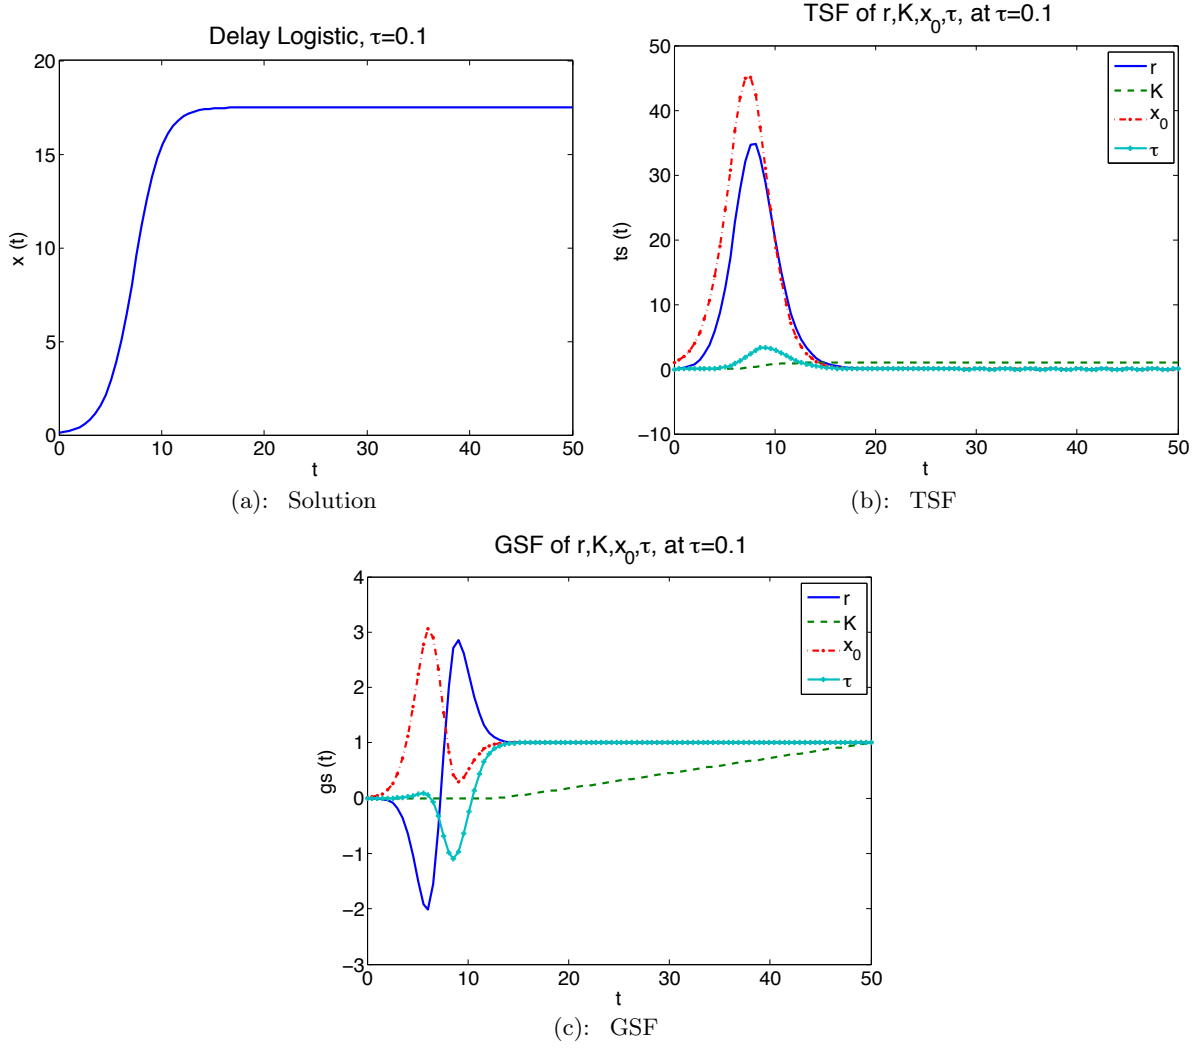 Delay Logistic, τ=0.1
20
15
10
5
0
x (t)
0 10 20 30 40 50
t
(a): Solution
TSF of r,K,x0,τ, at τ=0.1
50
40
30
20
10
0
−10
ts (t)
r
K
x0
τ
0 10 20 30 40 50
t
(b): TSF
GSF of r,K,x0,τ, at τ=0.1
4
3
2
1
0
−1
−2
−3
gs (t)
r
K
x0
τ
0 10 20 30 40 50
t
(c): GSF